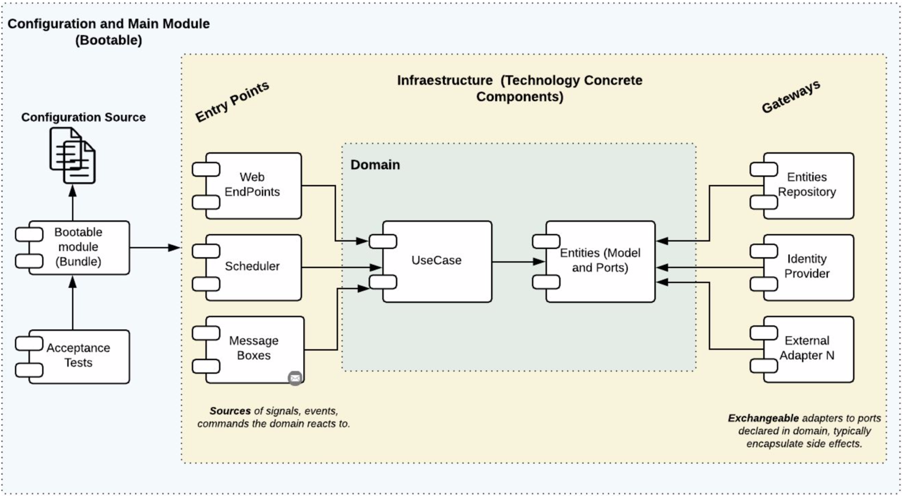 Configuration and Main Module
(Bootable)
Infraestructure (Technology Concrete
Components)
Entry Points
Gateways
Configuration Source
Domain
Web
EndPoints
Entities
Repository
Bootable
module
(Bundle)
Scheduler
UseCase
Entities (Model
and Ports)
Identity
Provider
Acceptance
Tests
Message
Boxes
External
Adapter N
Sources of signals, events,
commands the domain reacts to.
Exchangeable adapters to ports
declared in domain, typically
encapsulate side effects.